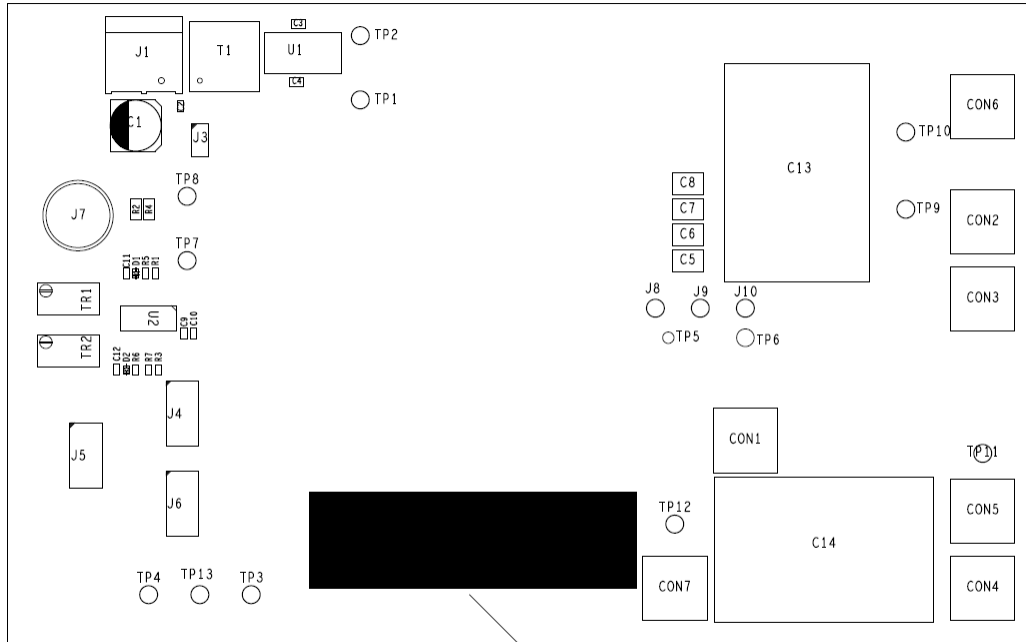 C3
J1
T1
U1
TP2
C4
TP1
C1
J3
CON6
TP10
C13
TP8
C8
J7
R2
R4
C7
TP9
CON2
C6
TP7
C5
C11
D1
R5
R1
TR1
J8
J9
J10
CON3
U2
C9
C10
TR2
TP5
TP6
C12
D2
R6
R7
R3
J4
CON1
J5
TP11
J6
TP12
CON5
C14
TP4
TP13
TP3
CON7
CON4